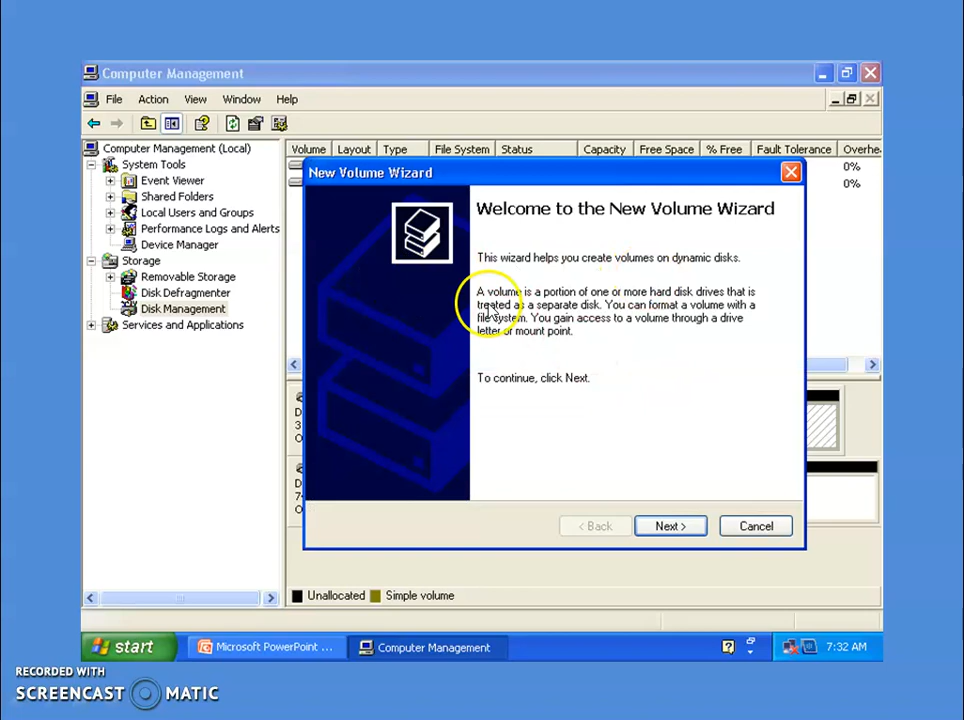 Computer Management
File Action View Window Help
Computer Management (Local)
System Tools
Event Viewer
Shared Folders
Local Users and Groups
Performance Logs and Alerts
Device Manager
Storage
Removable Storage
Disk Defragmenter
Disk Management
Services and Applications
Volume Layout Type File System Status Capacity Free Space % Free Fault Tolerance Overhe
0%
0%
New Volume Wizard
Welcome to the New Volume Wizard
This wizard helps you create volumes on dynamic disks.
A volume is a portion of one or more hard disk drives that is
treated as a separate disk. You can format a volume with a
file system. You gain access to a volume through a drive
letter or mount point.
To continue, click Next.
< Back Next > Cancel
D
3
O
D
7
O
Unallocated Simple volume
start Microsoft PowerPoint ... Computer Management 7:32 AM
RECORDED WITH
SCREENCAST MATIC